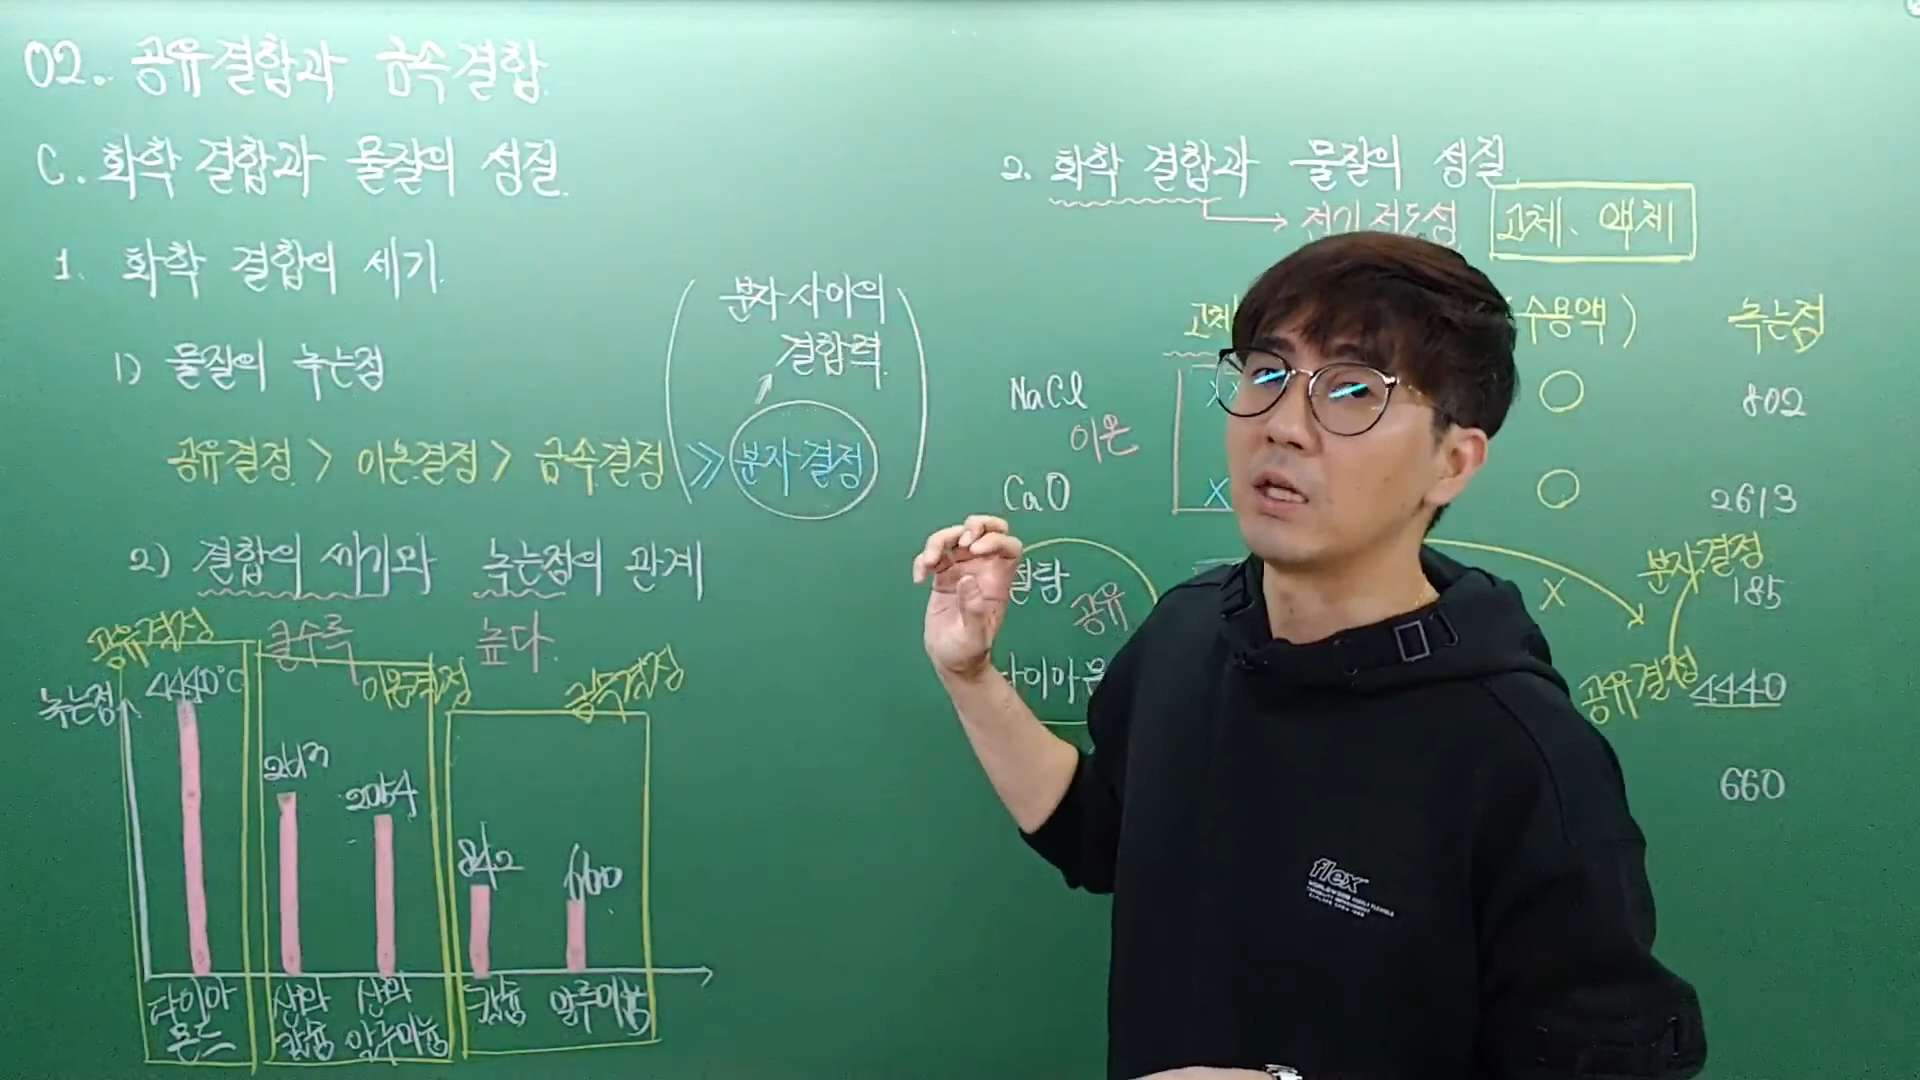 02. 공유결합과 금속결합.
C. 화학 결합과 물질의 성질.
1. 화학 결합의 세기.
1) 물질의 녹는점
공유결정 > 이온결정 > 금속결정 ≫ 분자결정
분자 사이의
결합력.
2) 결합의 세기와 녹는점의 관계
클수록 높다.
공유결정 이온결정 금속결정
녹는점 4440℃
2613
2054
842
660
다이아
몬드
산화
칼슘
산화
알루미늄
칼슘
알루미늄
2. 화학 결합과 물질의 성질
전기 전도성 고체, 액체
고체 수용액) 녹는점
NaCl ○ 802
이온
CaO X ○ 2613
설탕 공유 X 분자결정 185
다이아몬 공유결정 4440
660
flex